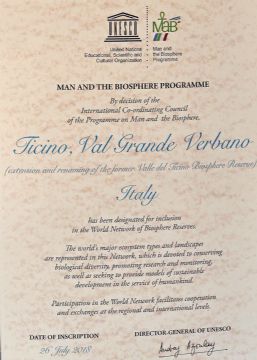 UNESCO
MAB
United Nations
Educational, Scientific and
Cultural Organization
Man and
the Biosphere
Programme
MAN AND THE BIOSPHERE PROGRAMME
By decision of the
International Co-ordinating Council
of the Programme on Man and the Biosphere,
Ticino, Val Grande Verbano
(extension and renaming of the former Valle del Ticino Biosphere Reserve)
Italy
has been designated for inclusion
in the World Network of Biosphere Reserves.
The world's major ecosystem types and landscapes
are represented in this Network, which is devoted to conserving
biological diversity, promoting research and monitoring,
as well as seeking to provide models of sustainable
development in the service of humankind.
Participation in the World Network facilitates cooperation
and exchanges at the regional and international levels.
DATE OF INSCRIPTION
26 July 2018
DIRECTOR-GENERAL OF UNESCO